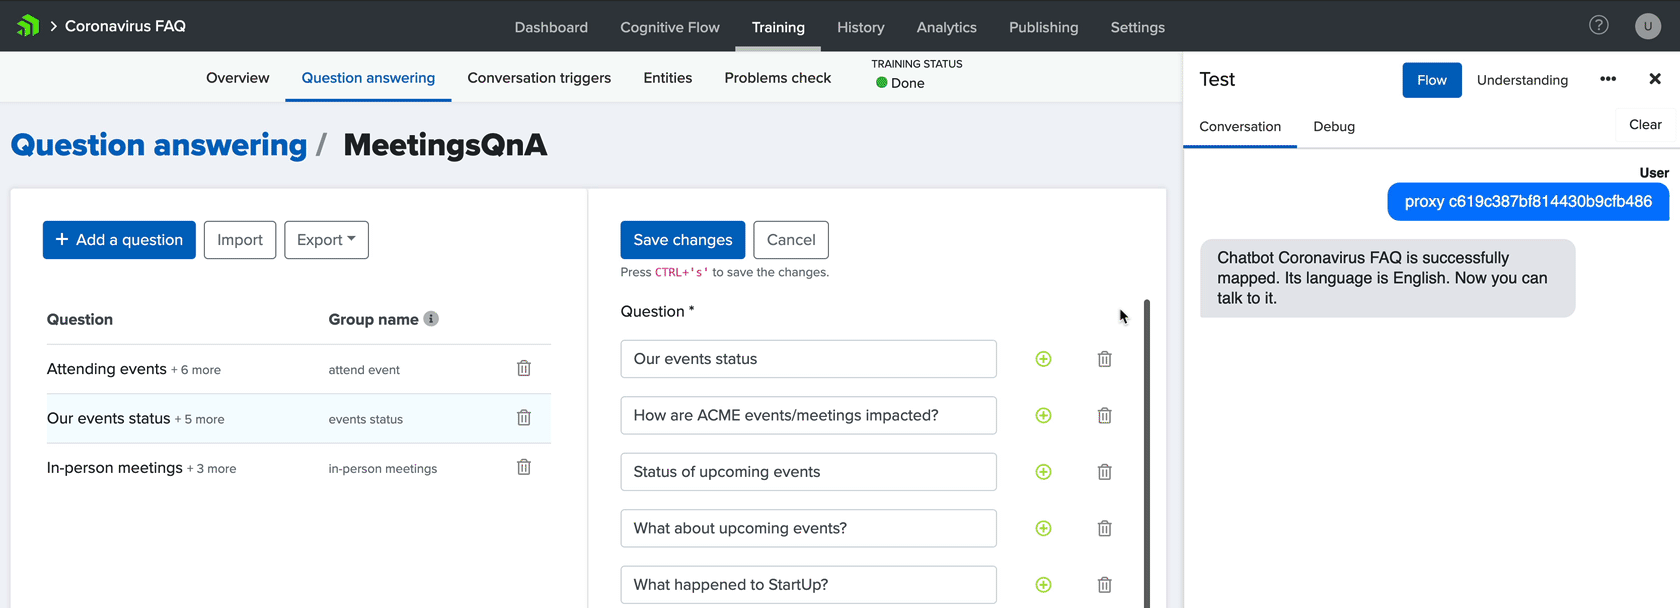 > Coronavirus FAQ
Dashboard Cognitive Flow Training History Analytics Publishing Settings
? U
Overview Question answering Conversation triggers Entities Problems check
TRAINING STATUS
Done
Question answering / MeetingsQnA
+ Add a question Import Export
Question Group name i
Attending events + 6 more attend event
Our events status + 5 more events status
In-person meetings + 3 more in-person meetings
Save changes Cancel
Press CTRL+'s' to save the changes.
Question *
Our events status
How are ACME events/meetings impacted?
Status of upcoming events
What about upcoming events?
What happened to StartUp?
Test Flow Understanding
Conversation Debug Clear
User
proxy c619c387bf814430b9cfb486
Chatbot Coronavirus FAQ is successfully
mapped. Its language is English. Now you can
talk to it.